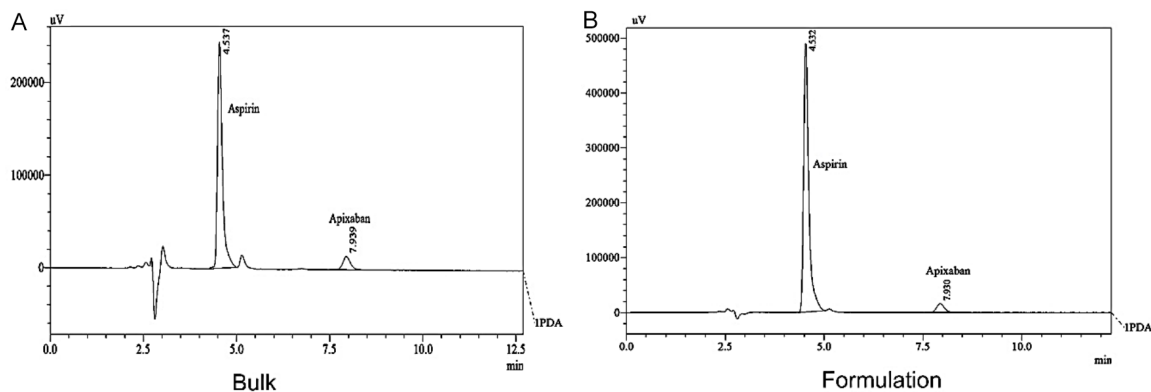 A
uV
4.537
200000
Aspirin
100000
Apixaban
7.939
0
1PDA
0.0 2.5 5.0 7.5 10.0 12.5
min
Bulk
B
uV
500000
4.532
400000
300000
Aspirin
200000
100000
Apixaban
7.930
0
1PDA
0.0 2.5 5.0 7.5 10.0
min
Formulation